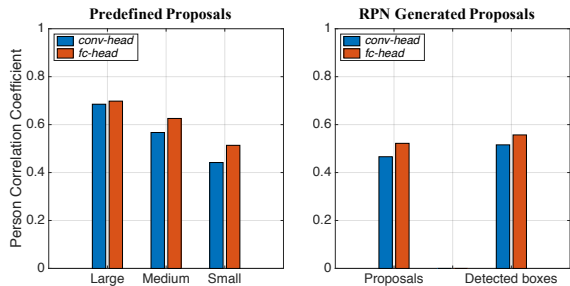 Predefined Proposals
conv-head
fc-head
Person Correlation Coefficient
1
0.8
0.6
0.4
0.2
0
Large Medium Small
RPN Generated Proposals
conv-head
fc-head
1
0.8
0.6
0.4
0.2
0
Proposals Detected boxes